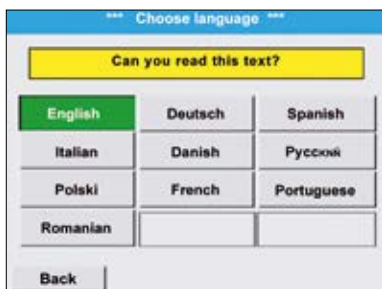 *** Choose language ***
Can you read this text?
English Deutsch Spanish
Italian Danish Русский
Polski French Portuguese
Romanian
Back